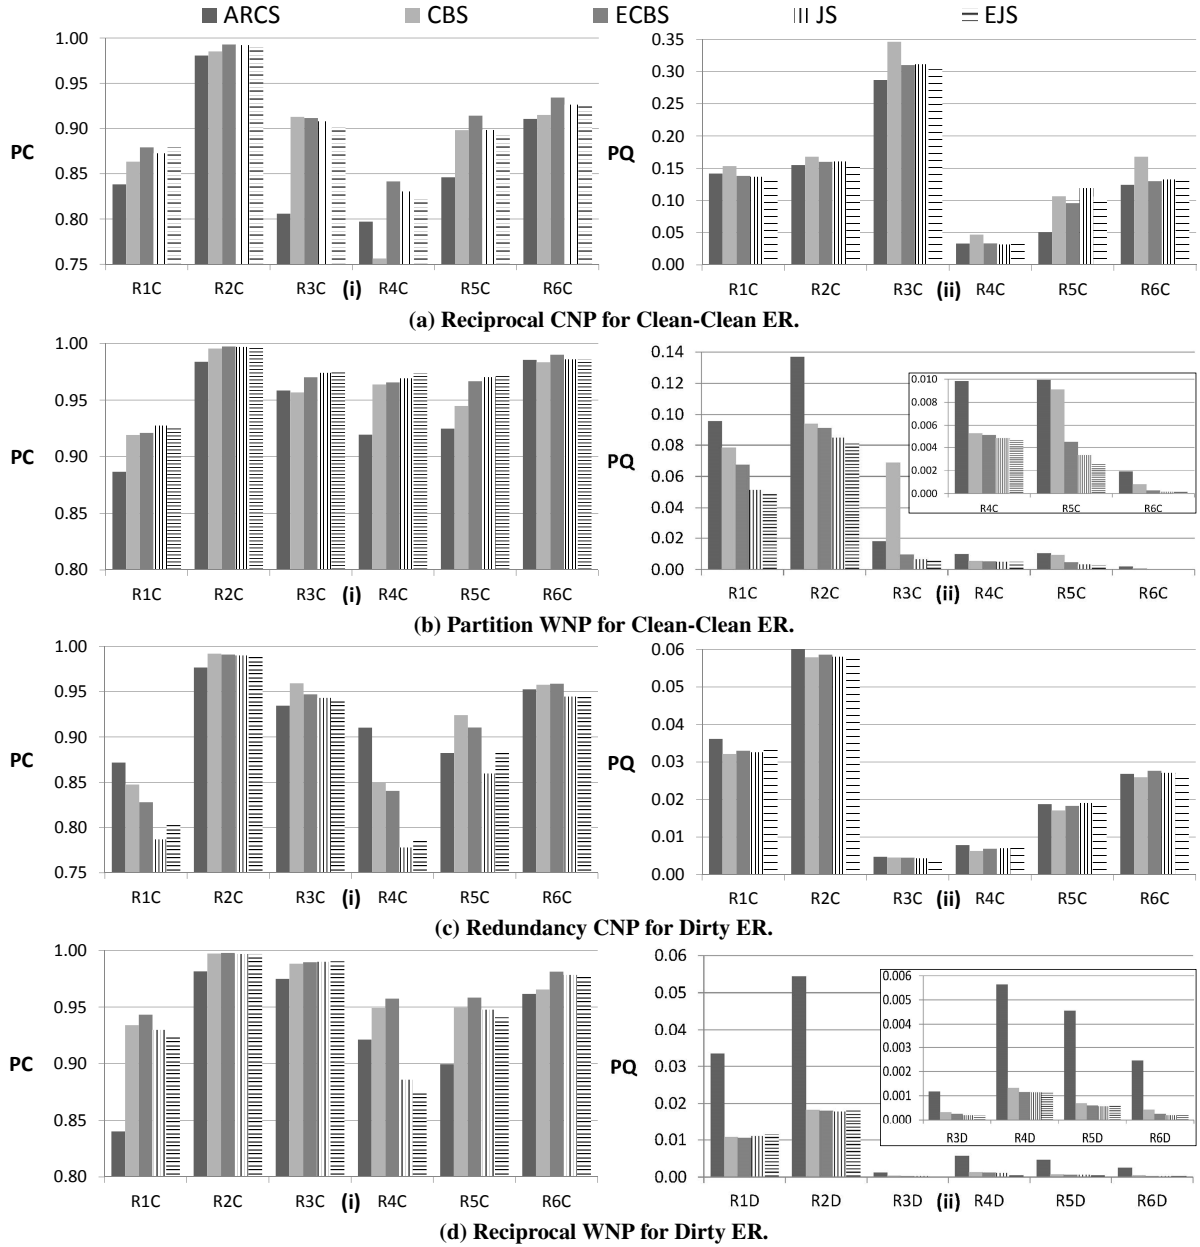 ARCS CBS ECBS JS EJS
1.00
0.95
0.90
0.85
0.80
0.75
PC
R1C R2C R3C (i) R4C R5C R6C
0.35
0.30
0.25
0.20
0.15
0.10
0.05
0.00
PQ
R1C R2C R3C (ii) R4C R5C R6C
(a) Reciprocal CNP for Clean-Clean ER.
1.00
0.95
0.90
0.85
0.80
PC
R1C R2C R3C (i) R4C R5C R6C
0.14
0.12
0.10
0.08
0.06
0.04
0.02
0.00
PQ
0.010
0.008
0.006
0.004
0.002
0.000
R4C R5C R6C
R1C R2C R3C (ii) R4C R5C R6C
(b) Partition WNP for Clean-Clean ER.
1.00
0.95
0.90
0.85
0.80
0.75
PC
R1C R2C R3C (i) R4C R5C R6C
0.06
0.05
0.04
0.03
0.02
0.01
0.00
PQ
R1C R2C R3C (ii) R4C R5C R6C
(c) Redundancy CNP for Dirty ER.
1.00
0.95
0.90
0.85
0.80
PC
R1C R2C R3C (i) R4C R5C R6C
0.06
0.05
0.04
0.03
0.02
0.01
0.00
PQ
0.006
0.005
0.004
0.003
0.002
0.001
0.000
R3D R4D R5D R6D
R1D R2D R3D (ii) R4D R5D R6D
(d) Reciprocal WNP for Dirty ER.